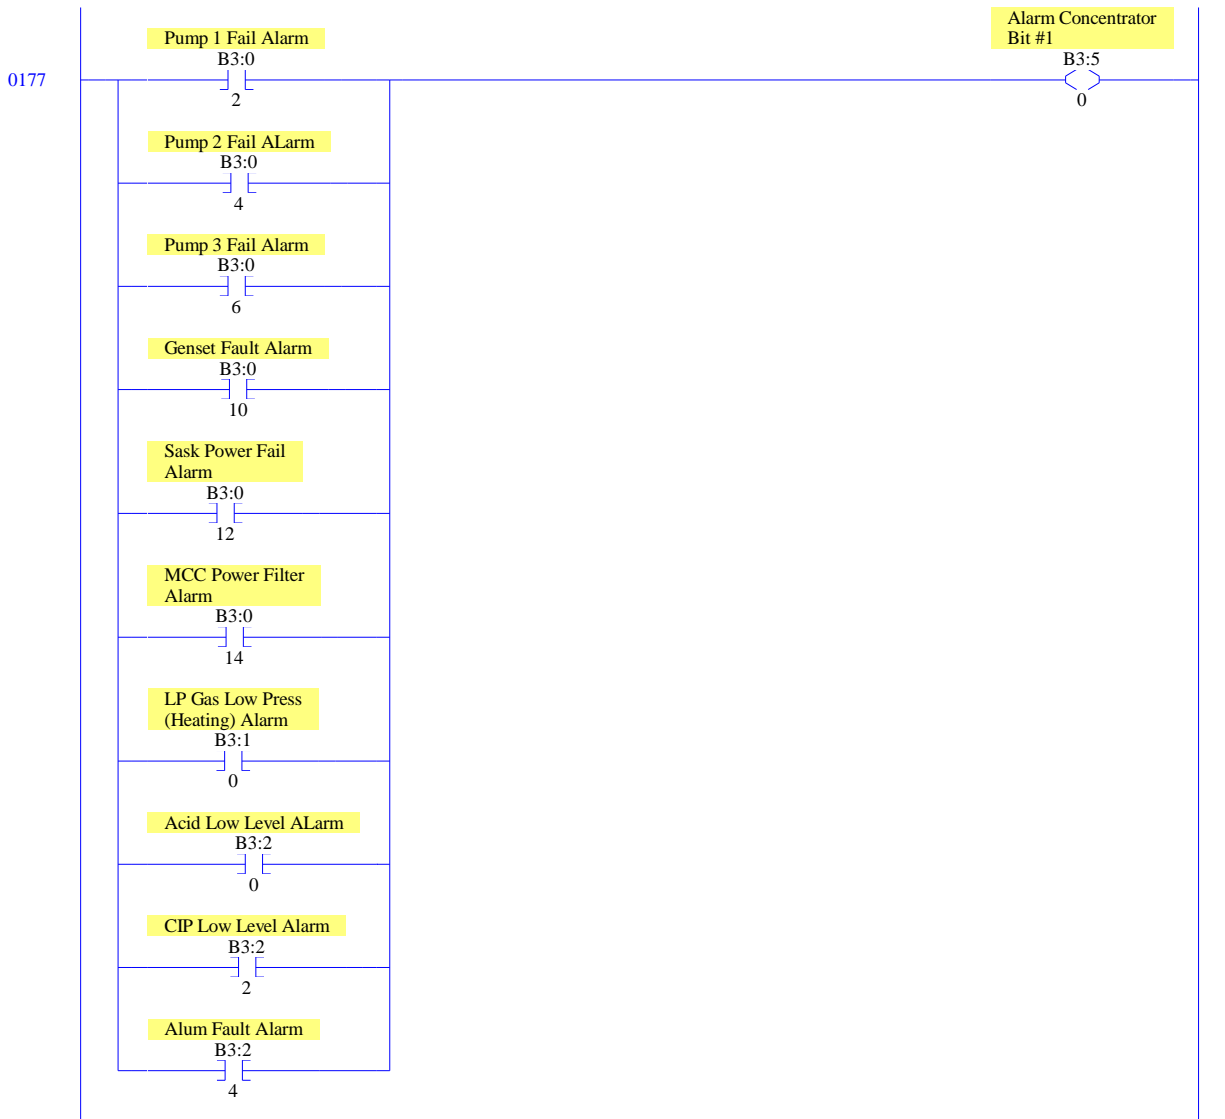 Alarm Concentrator
Bit #1
B3:5
0
0177
Pump 1 Fail Alarm
B3:0
2
Pump 2 Fail ALarm
B3:0
4
Pump 3 Fail Alarm
B3:0
6
Genset Fault Alarm
B3:0
10
Sask Power Fail
Alarm
B3:0
12
MCC Power Filter
Alarm
B3:0
14
LP Gas Low Press
(Heating) Alarm
B3:1
0
Acid Low Level ALarm
B3:2
0
CIP Low Level Alarm
B3:2
2
Alum Fault Alarm
B3:2
4